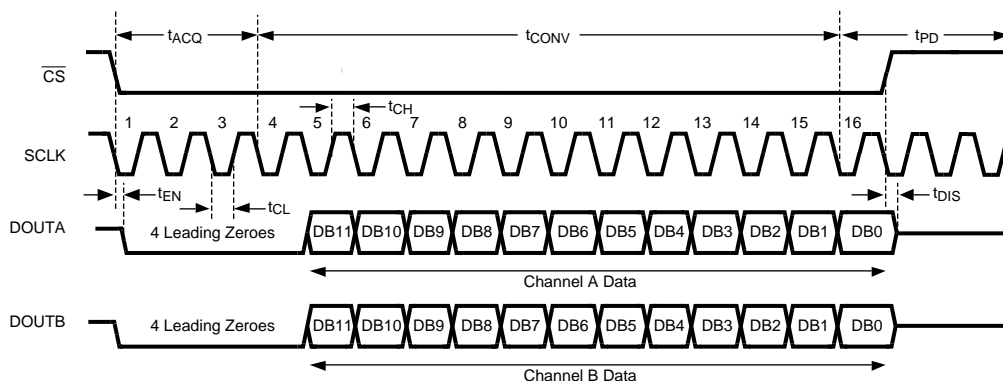 tACQ tCONV tPD
CS
tCH
1 2 3 4 5 6 7 8 9 10 11 12 13 14 15 16
SCLK
tEN tCL tDIS
DOUTA 4 Leading Zeroes DB11 DB10 DB9 DB8 DB7 DB6 DB5 DB4 DB3 DB2 DB1 DB0
Channel A Data
DOUTB 4 Leading Zeroes DB11 DB10 DB9 DB8 DB7 DB6 DB5 DB4 DB3 DB2 DB1 DB0
Channel B Data